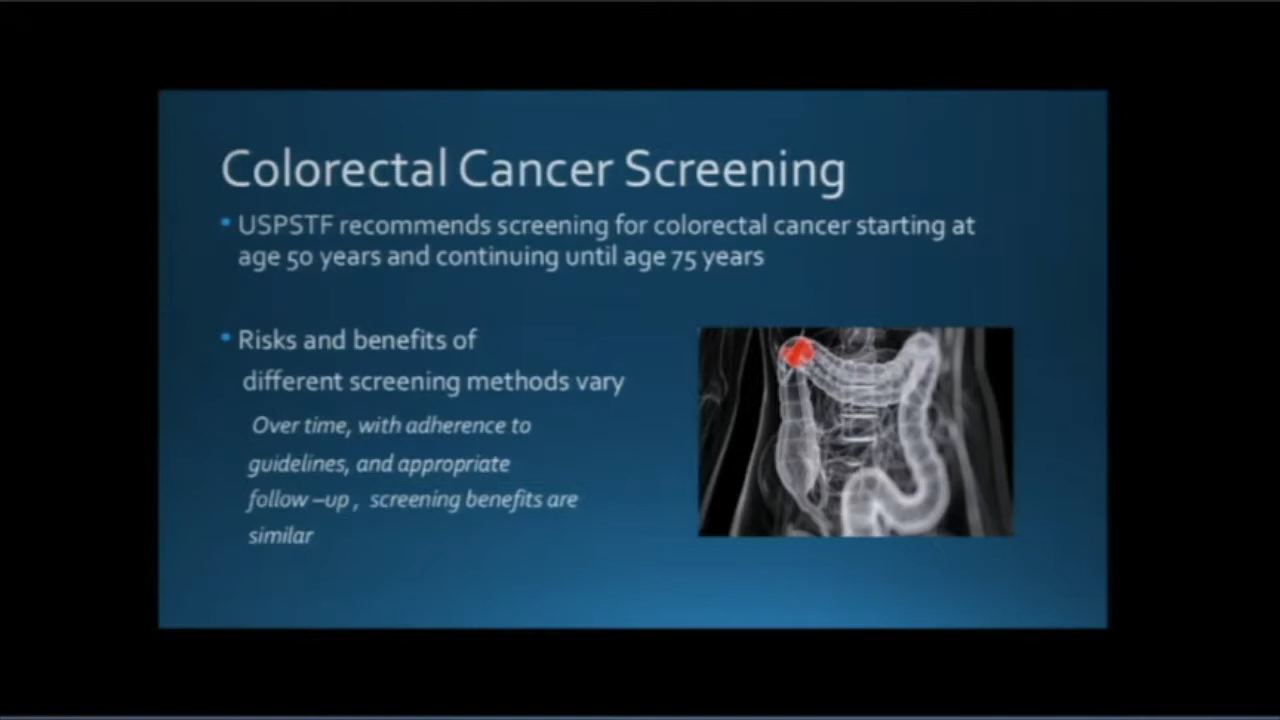 Colorectal Cancer Screening
• USPSTF recommends screening for colorectal cancer starting at
age 50 years and continuing until age 75 years
• Risks and benefits of
different screening methods vary
Over time, with adherence to
guidelines, and appropriate
follow –up , screening benefits are
similar